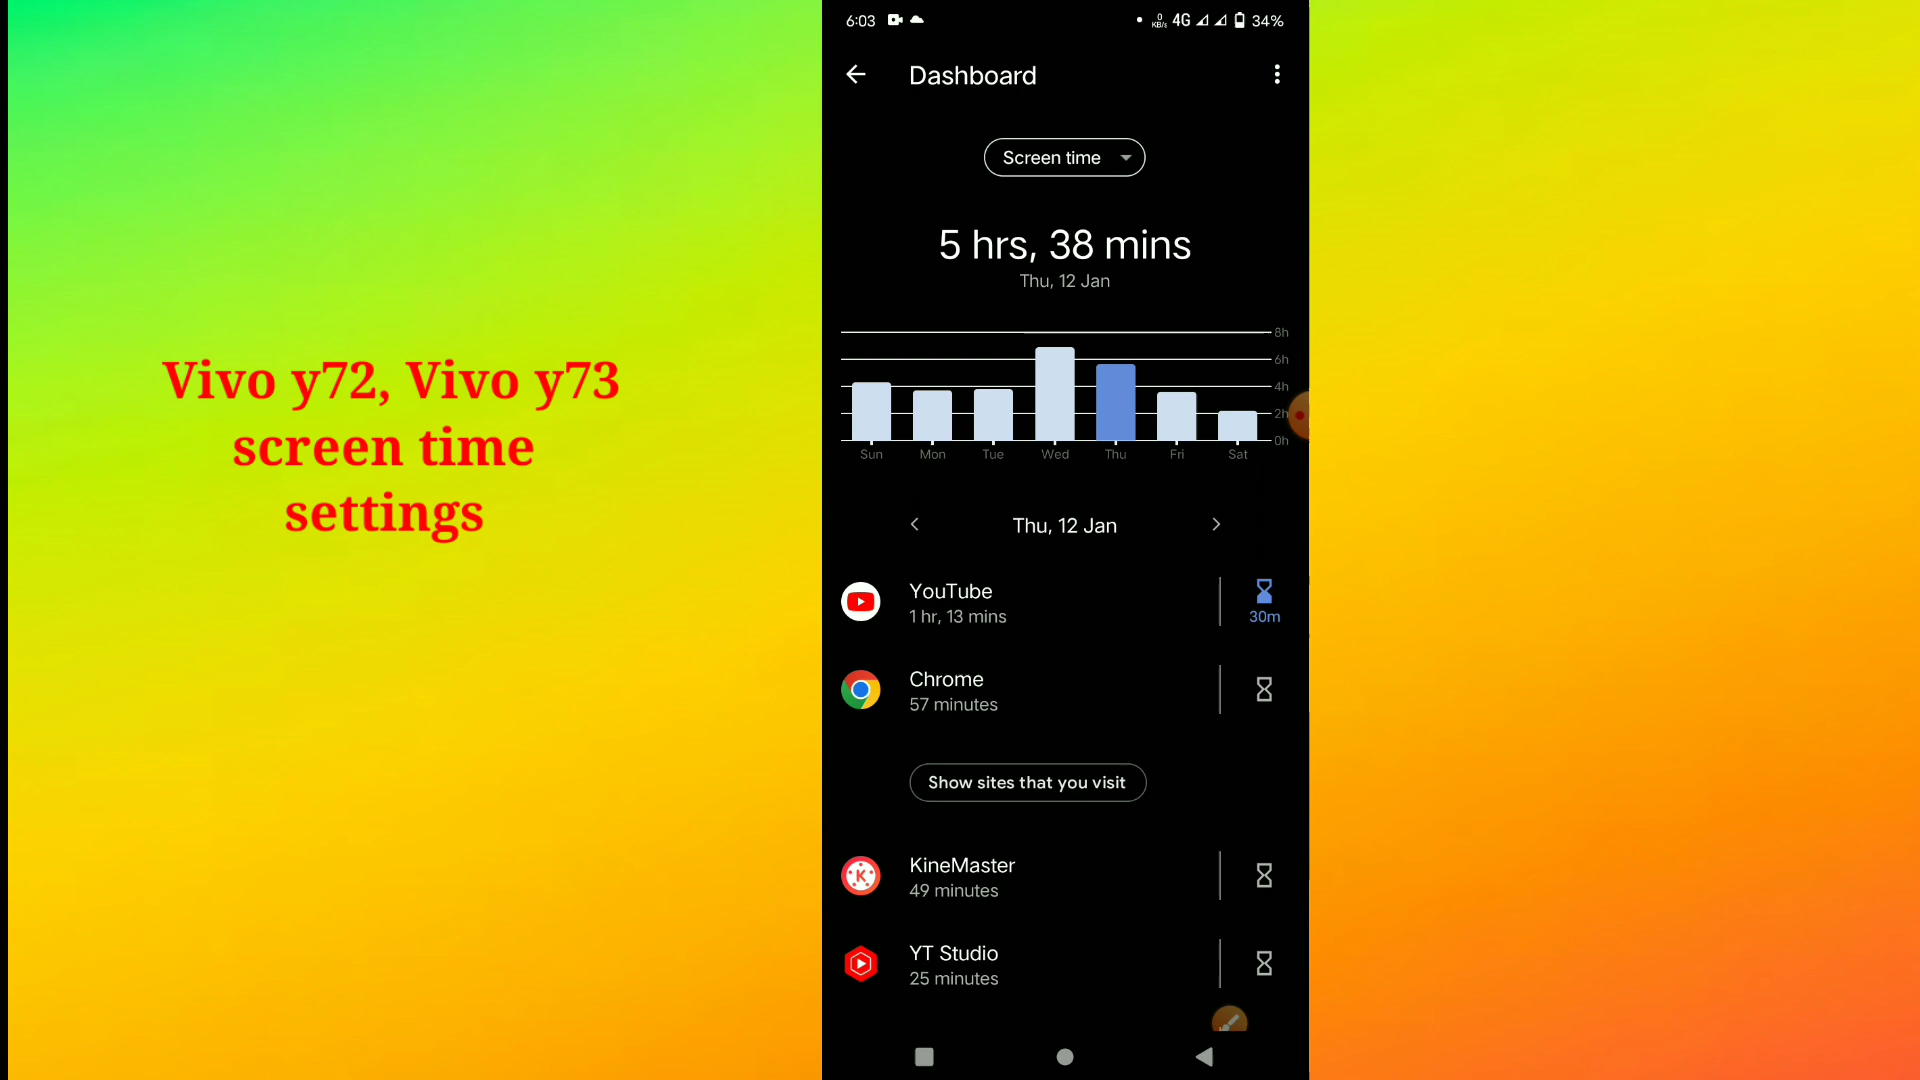 Vivo y72, Vivo y73
screen time
settings
6:03
0 KB/s 4G 34%
Dashboard
Screen time
5 hrs, 38 mins
Thu, 12 Jan
8h
6h
4h
2h
0h
Sun Mon Tue Wed Thu Fri Sat
Thu, 12 Jan
YouTube
1 hr, 13 mins
30m
Chrome
57 minutes
Show sites that you visit
KineMaster
49 minutes
YT Studio
25 minutes